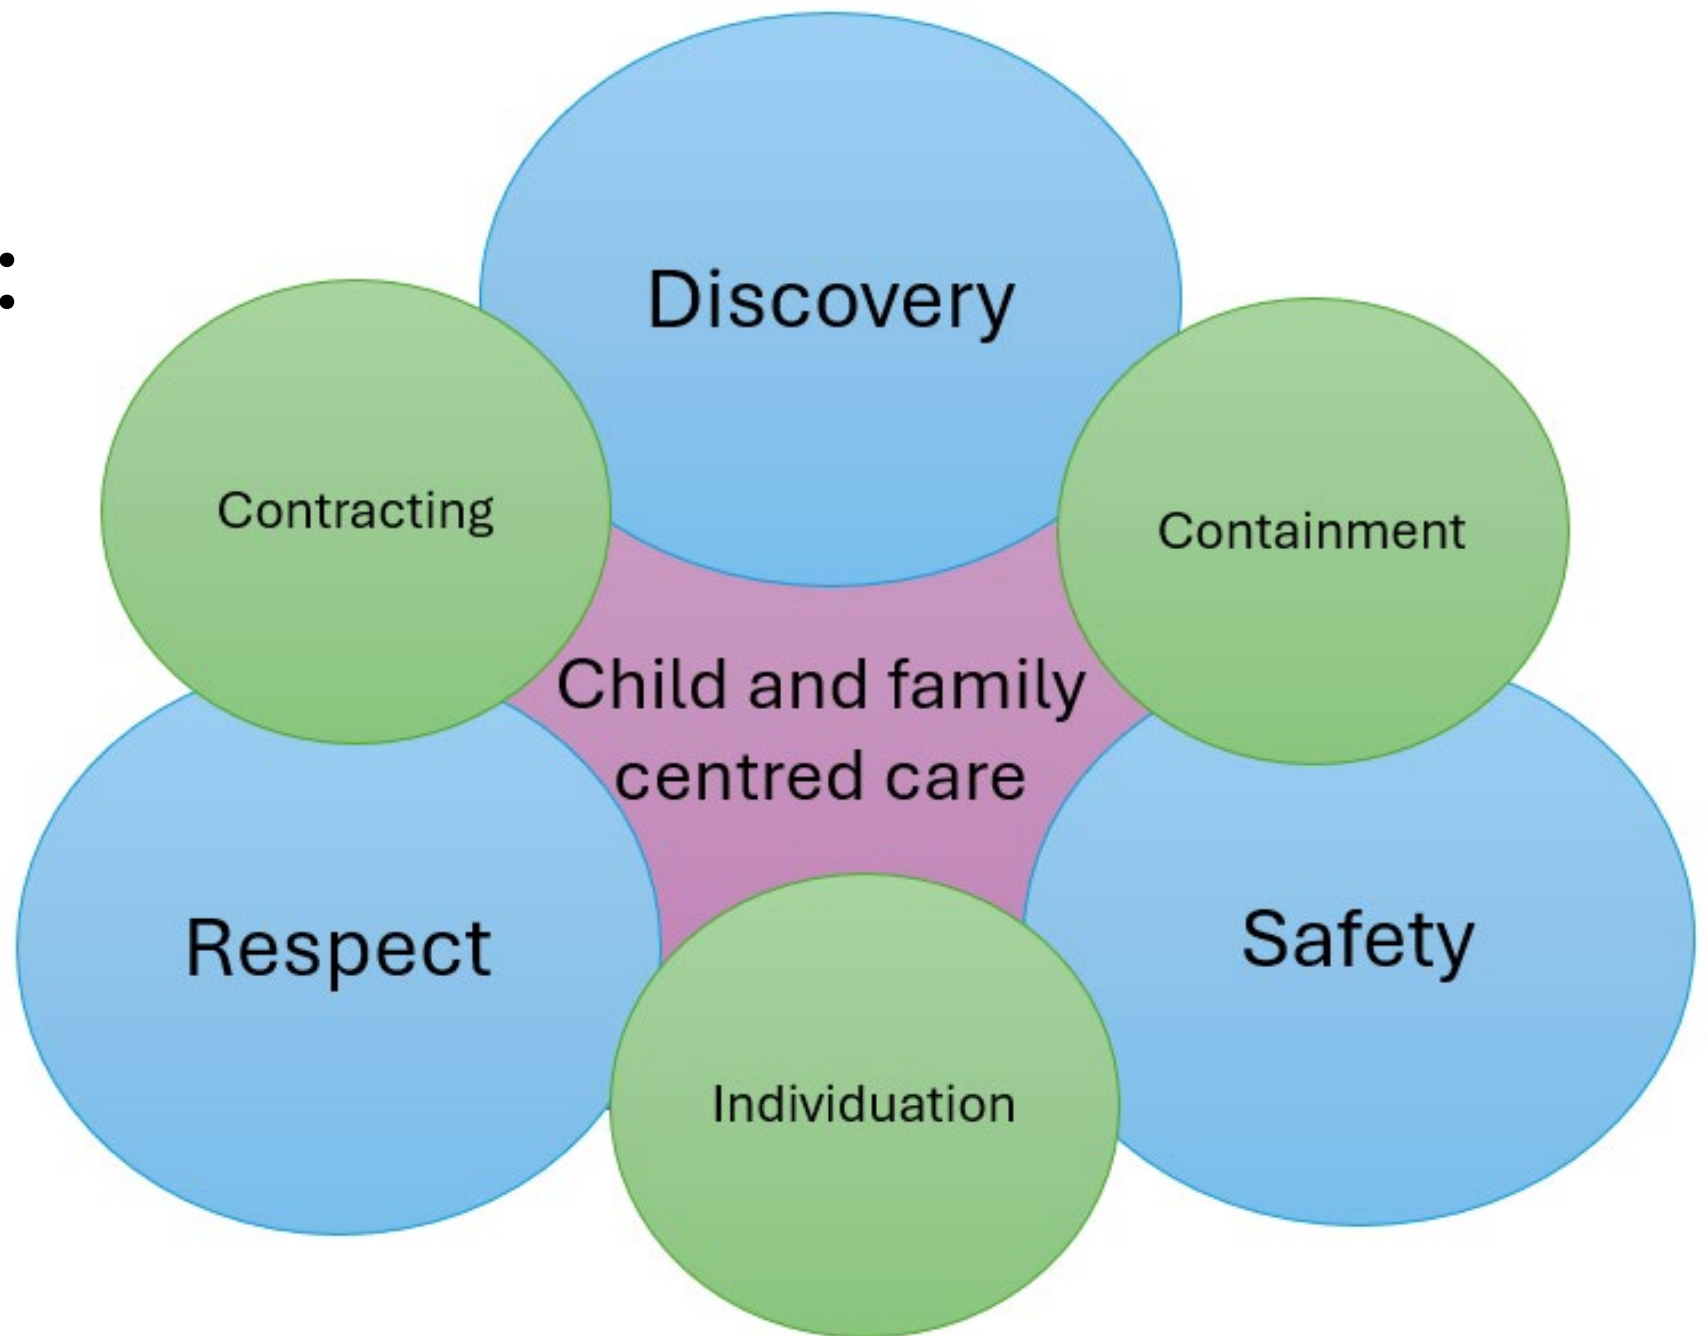 :
Discovery
Contracting
Containment
Child and family
centred care
Respect
Safety
Individuation